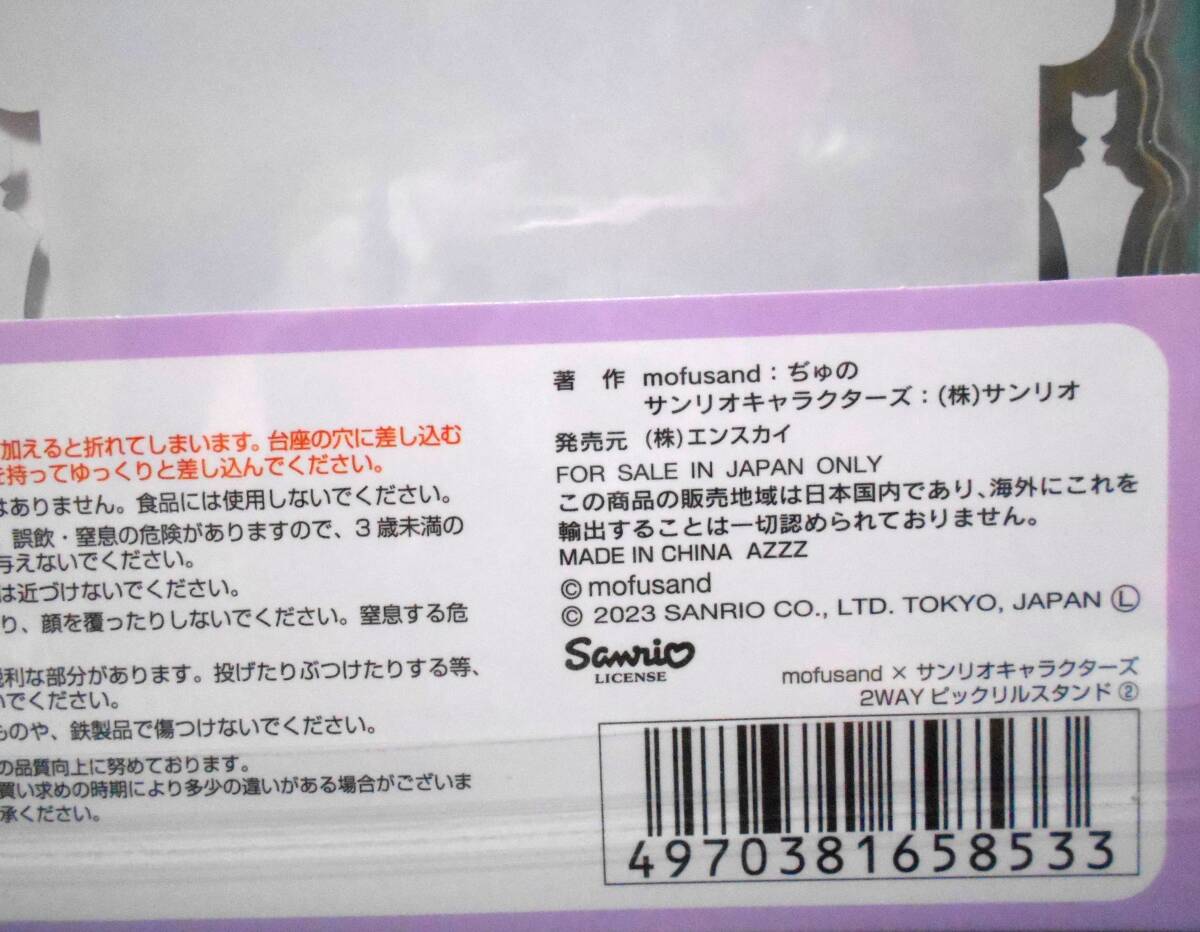 加えると折れてしまいます。台座の穴に差し込む
を持ってゆっくりと差し込んでください。
はありません。食品には使用しないでください。
誤飲・窒息の危険がありますので、3歳未満の
与えないでください。
は近づけないでください。
り、顔を覆ったりしないでください。窒息する危
鋭利な部分があります。投げたりぶつけたりする等、
いでください。
ものや、鉄製品で傷つけないでください。
の品質向上に努めております。
買い求めの時期により多少の違いがある場合がございま
承ください。
著 作 mofusand:ぢゅの
サンリオキャラクターズ:(株)サンリオ
発売元 (株)エンスカイ
FOR SALE IN JAPAN ONLY
この商品の販売地域は日本国内であり、海外にこれを
輸出することは一切認められておりません。
MADE IN CHINA AZZZ
©mofusand
© 2023 SANRIO CO., LTD. TOKYO, JAPAN Ⓛ
Sanrio
LICENSE
mofusand × サンリオキャラクターズ
2WAYピックリルスタンド②
4970381658533